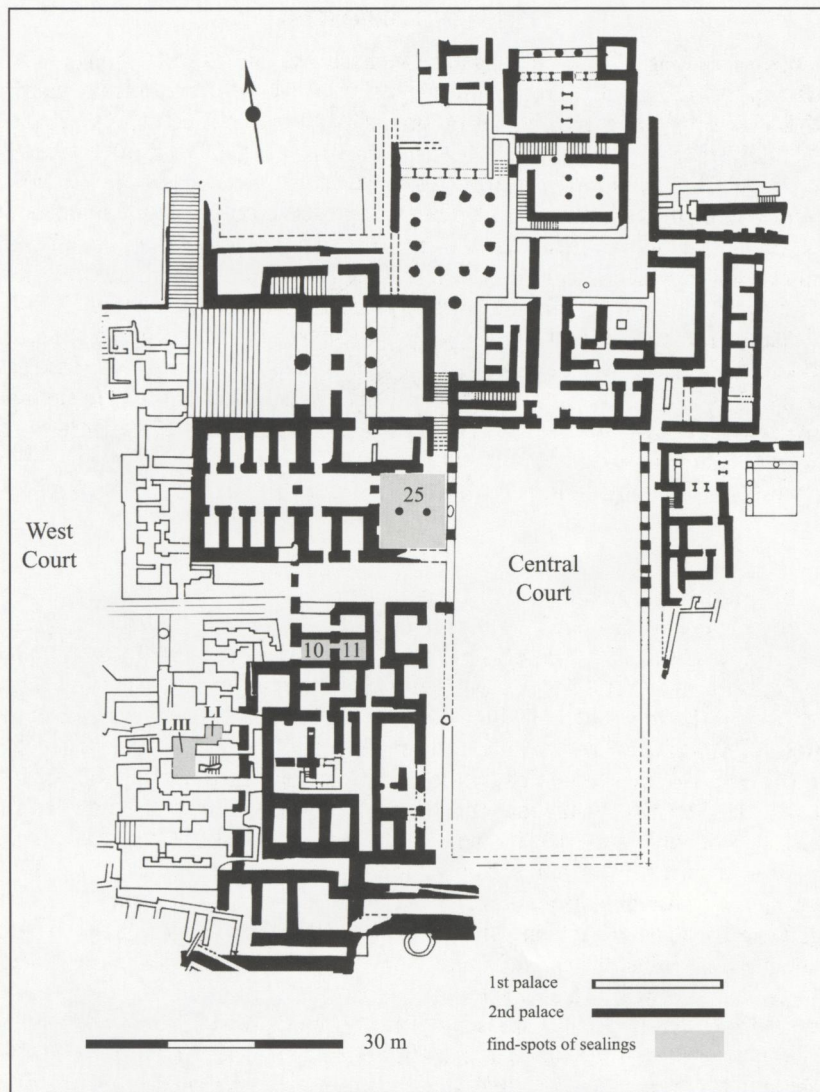 25
West
Court
Central
Court
10 11
LI
LIII
1st palace
2nd palace
30 m
find-spots of sealings